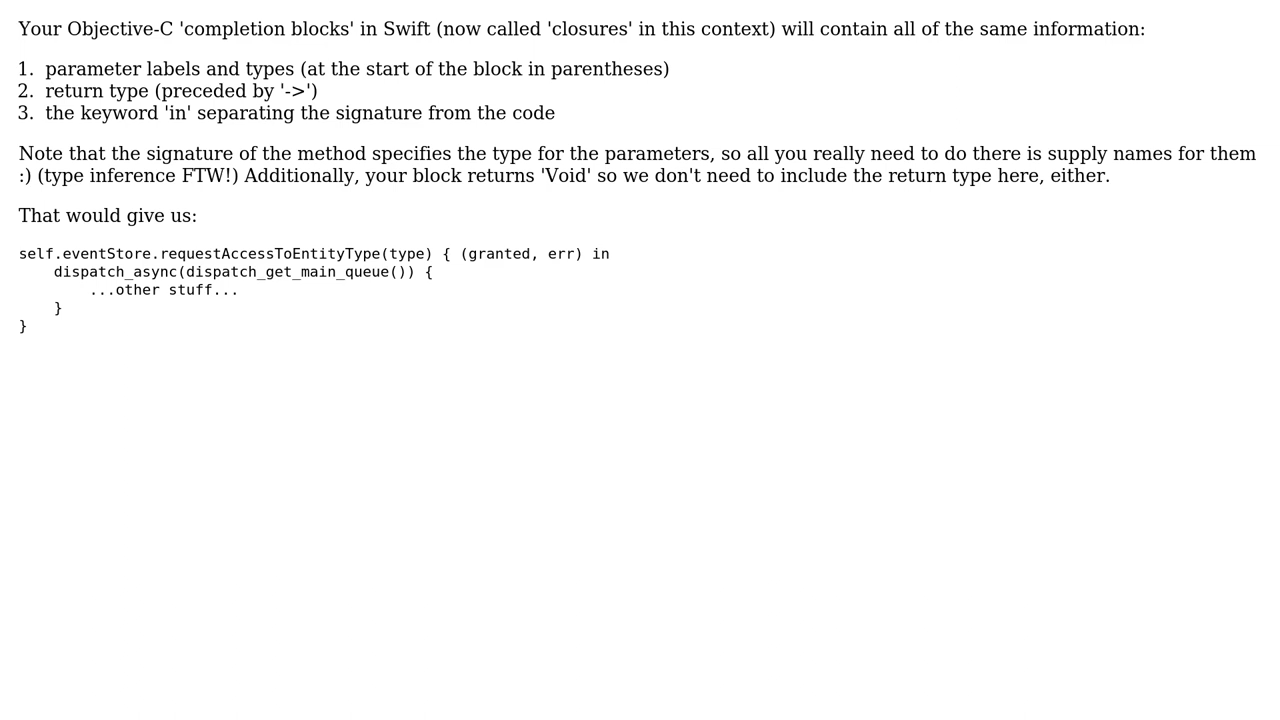 Your Objective-C 'completion blocks' in Swift (now called 'closures' in this context) will contain all of the same information:
1. parameter labels and types (at the start of the block in parentheses)
2. return type (preceded by '->')
3. the keyword 'in' separating the signature from the code
Note that the signature of the method specifies the type for the parameters, so all you really need to do there is supply names for them
:) (type inference FTW!) Additionally, your block returns 'Void' so we don't need to include the return type here, either.
That would give us:
self.eventStore.requestAccessToEntityType(type) { (granted, err) in
    dispatch_async(dispatch_get_main_queue()) {
        ...other stuff...
    }
}